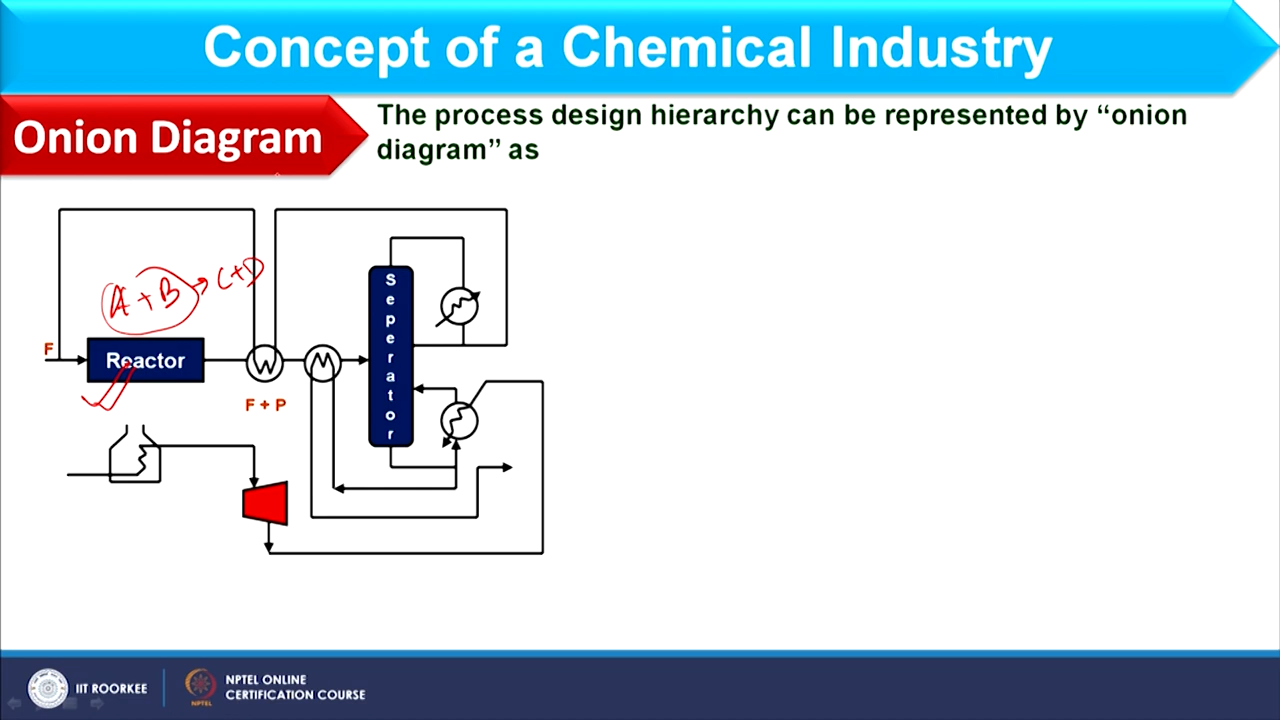 Concept of a Chemical Industry
Onion Diagram
The process design hierarchy can be represented by “onion
diagram” as
A + B → C + D
F
Reactor
F + P
Seperator
IIT ROORKEE
NPTEL
NPTEL ONLINE
CERTIFICATION COURSE